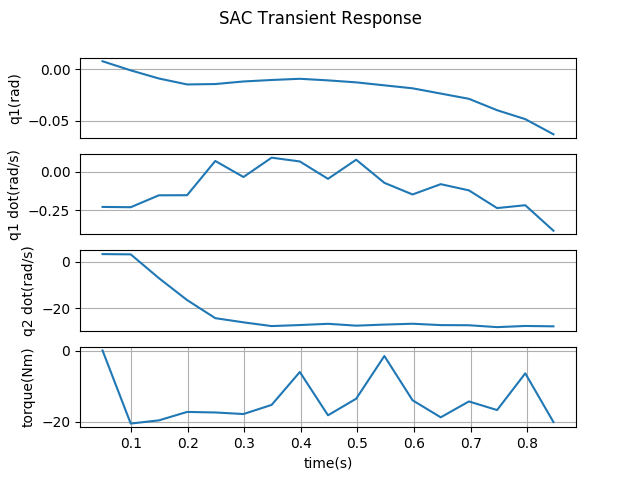 SAC Transient Response
q1(rad)
0.00
−0.05
q1 dot(rad/s)
0.00
−0.25
q2 dot(rad/s)
0
−20
torque(Nm)
0
−20
0.1 0.2 0.3 0.4 0.5 0.6 0.7 0.8
time(s)